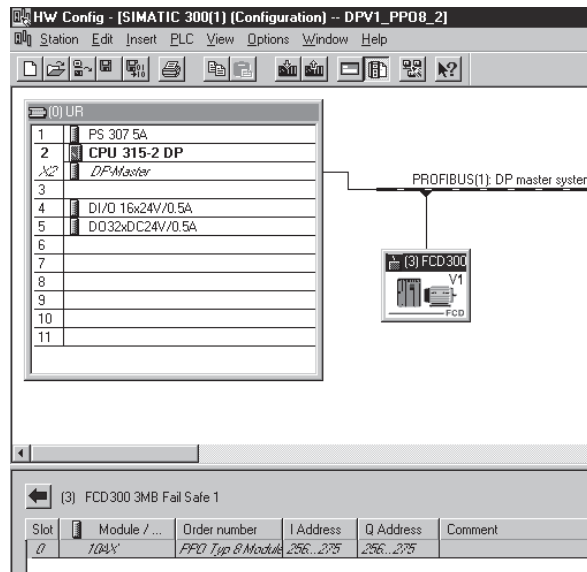 HW Config - [SIMATIC 300(1) (Configuration) -- DPV1_PPO8_2]
Station Edit Insert PLC View Options Window Help
(0) UR
1 PS 307 5A
2 CPU 315-2 DP
X2 DP-Master
3
4 DI/O 16x24V/0.5A
5 DO32xDC24V/0.5A
6
7
8
9
10
11
PROFIBUS(1): DP master system
(3) FCD300
V1
FCD
(3) FCD300 3MB Fail Safe 1
Slot Module / ... Order number I Address Q Address Comment
0 10AX PPO Typ 8 Module 256...275 256...275